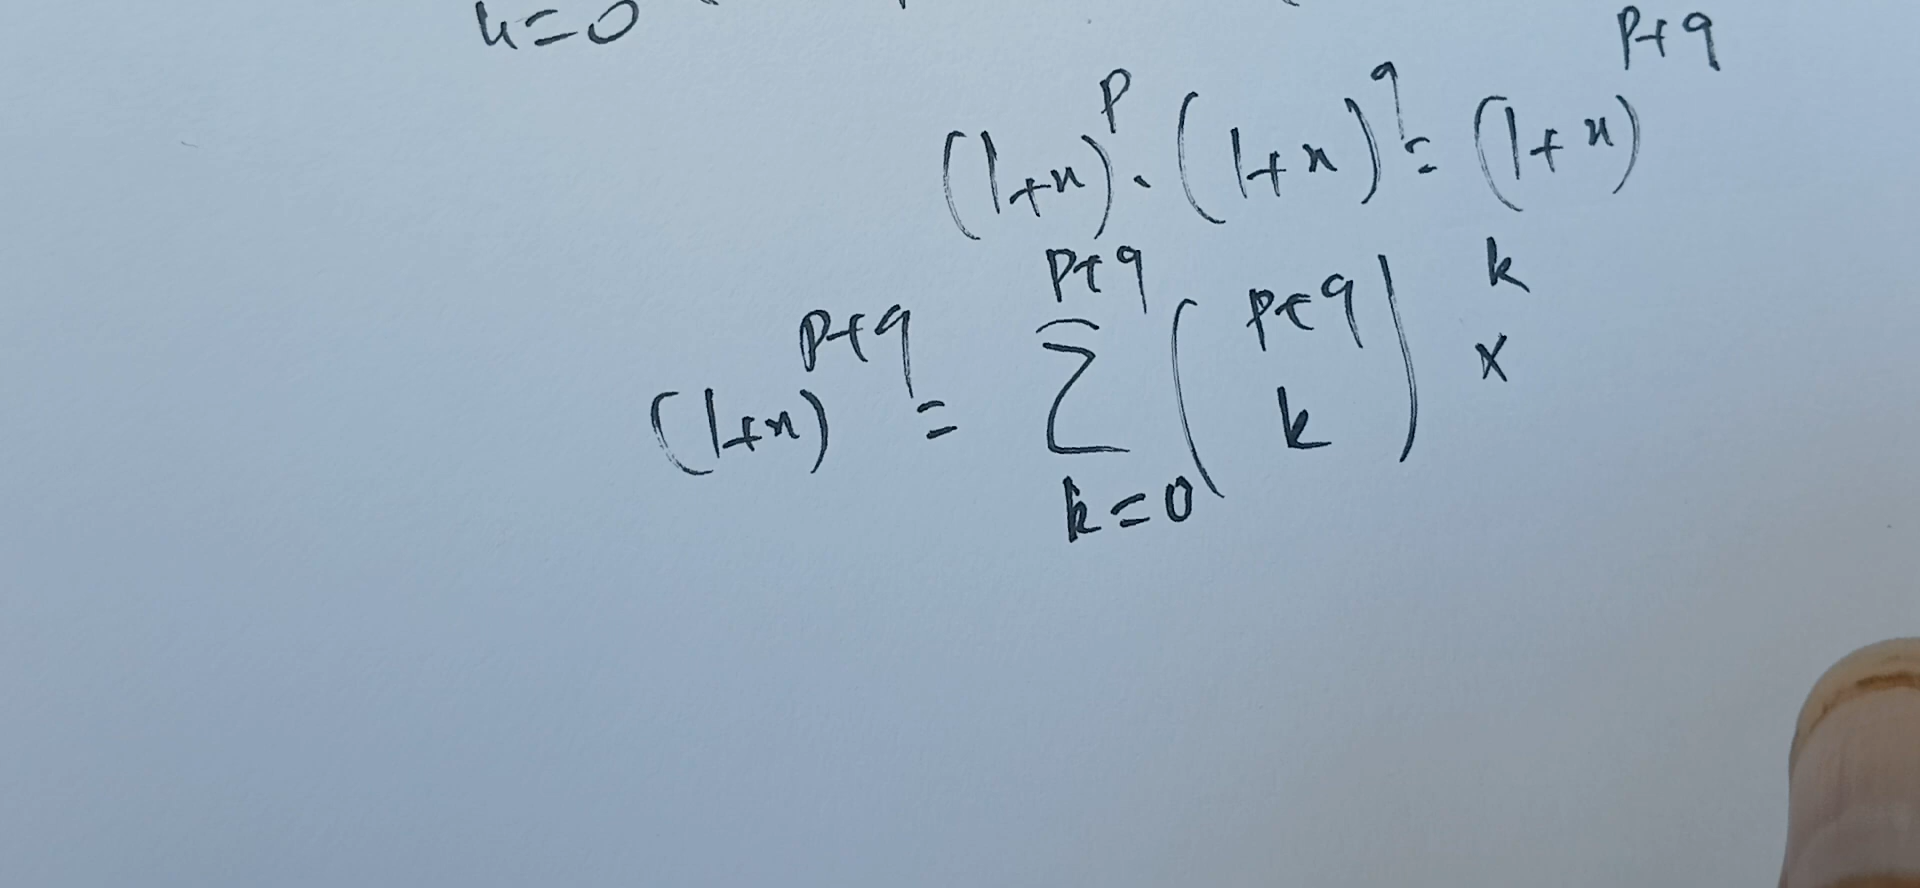 k=0
(1+x)^p · (1+x)^q = (1+x)^{p+q}
(1+x)^{p+q} = \sum_{k=0}^{p+q} \binom{p+q}{k} x^k